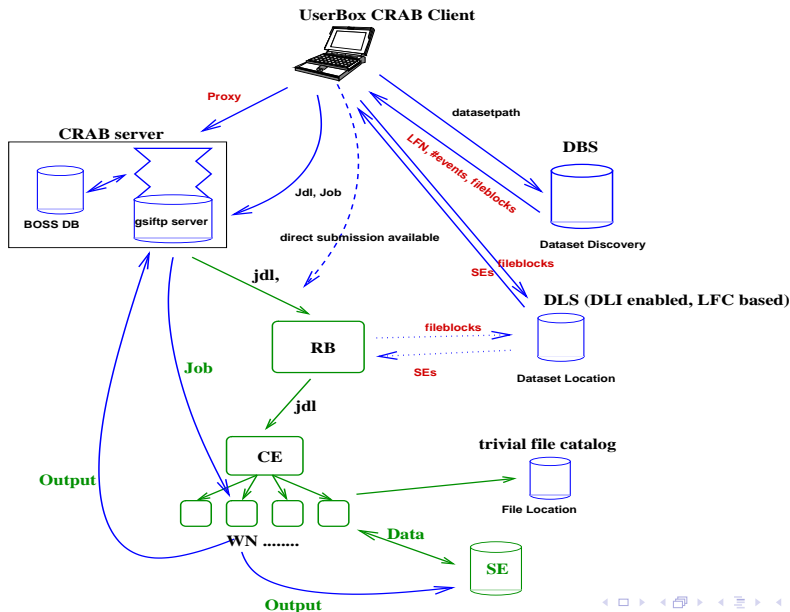 UserBox CRAB Client
Proxy
datasetpath
CRAB server
LFN, #events, fileblocks
DBS
BOSS DB
gsiftp server
Jdl, Job
direct submission available
Dataset Discovery
fileblocks
SEs
jdl,
DLS (DLI enabled, LFC based)
fileblocks
RB
SEs
Dataset Location
Job
jdl
trivial file catalog
CE
Output
File Location
WN ........
Data
SE
Output